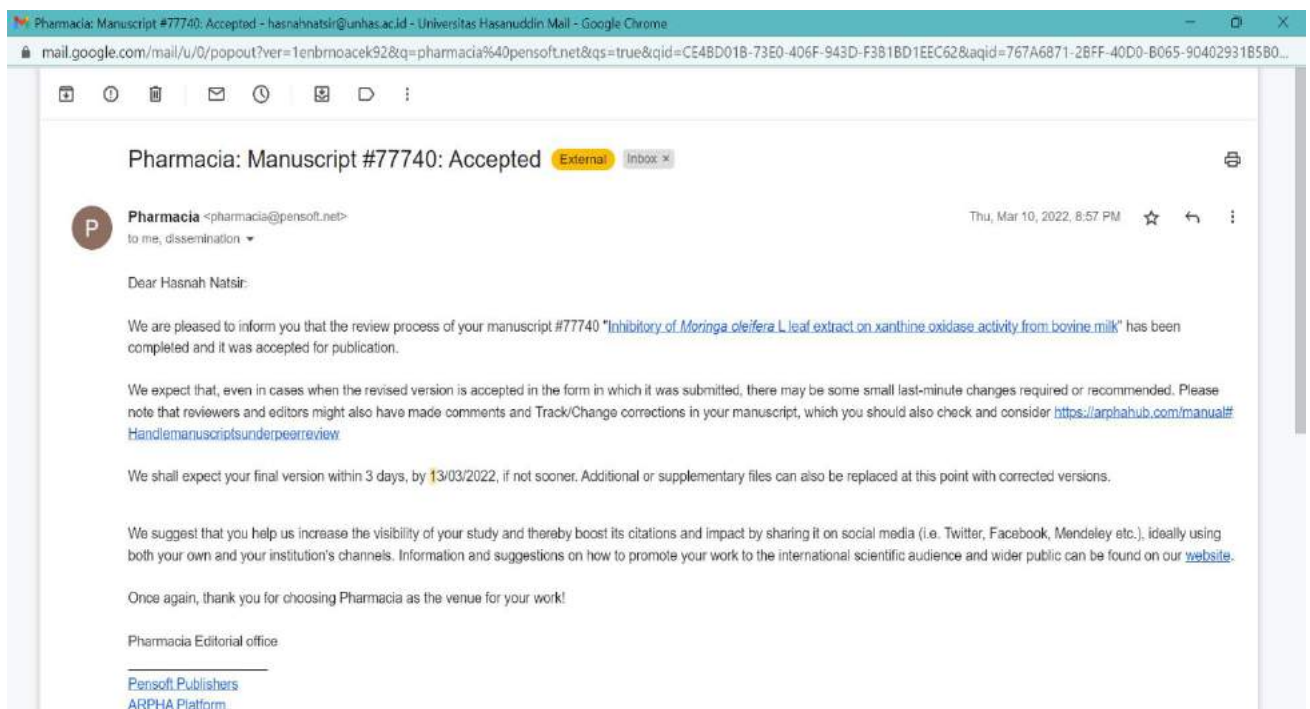 Pharmacia: Manuscript #77740: Accepted - hasnahnatsir@unhas.ac.id - Universitas Hasanuddin Mail - Google Chrome
mail.google.com/mail/u/0/popout?ver=1enbrnoacek92&q=pharmacia%40pensoft.net&qs=true&qid=CE4BD01B-73E0-406F-943D-F381BD1EEC62&aqid=767A6871-2BFF-40D0-B065-90402931B5B0...
Pharmacia: Manuscript #77740: Accepted External Inbox ×
P
Pharmacia <pharmacia@pensoft.net> Thu, Mar 10, 2022, 8:57 PM
to me, dissemination
Dear Hasnah Natsir:
We are pleased to inform you that the review process of your manuscript #77740 "Inhibitory of Moringa oleifera L leaf extract on xanthine oxidase activity from bovine milk" has been
completed and it was accepted for publication.
We expect that, even in cases when the revised version is accepted in the form in which it was submitted, there may be some small last-minute changes required or recommended. Please
note that reviewers and editors might also have made comments and Track/Change corrections in your manuscript, which you should also check and consider https://arphahub.com/manual#
Handlemanuscriptsunderpeerreview
We shall expect your final version within 3 days, by 13/03/2022, if not sooner. Additional or supplementary files can also be replaced at this point with corrected versions.
We suggest that you help us increase the visibility of your study and thereby boost its citations and impact by sharing it on social media (i.e. Twitter, Facebook, Mendeley etc.), ideally using
both your own and your institution's channels. Information and suggestions on how to promote your work to the international scientific audience and wider public can be found on our website.
Once again, thank you for choosing Pharmacia as the venue for your work!
Pharmacia Editorial office
Pensoft Publishers
ARPHA Platform